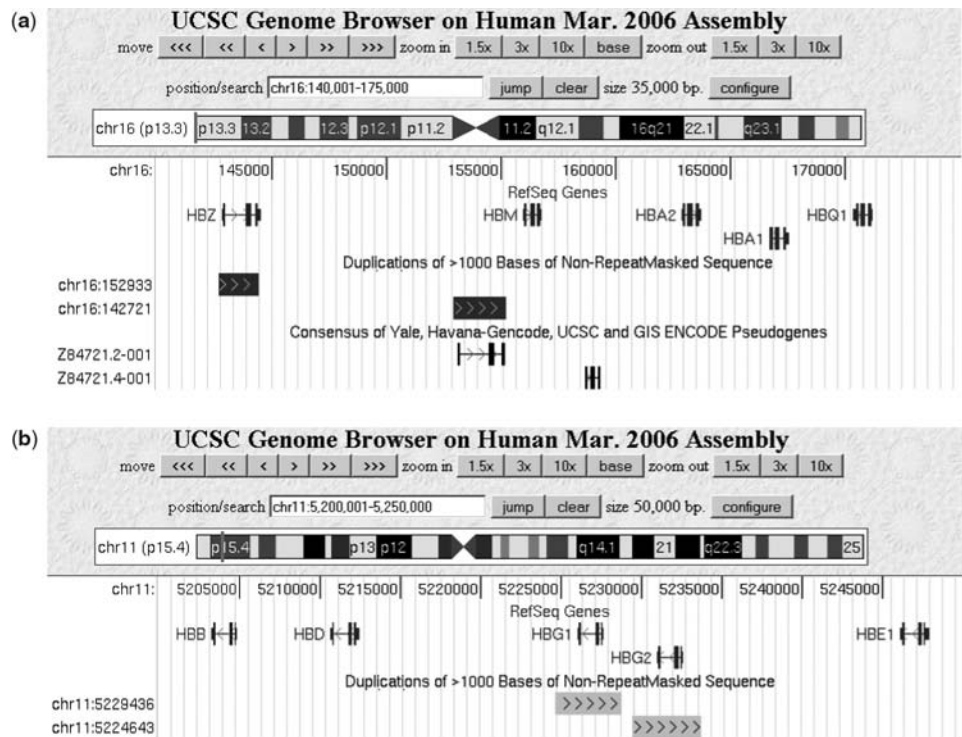 (a)
UCSC Genome Browser on Human Mar. 2006 Assembly
move <<< << < > >> >>> zoom in 1.5x 3x 10x base zoom out 1.5x 3x 10x
position/search chr16:140,001-175,000 jump clear size 35,000 bp. configure
chr16 (p13.3) p13.3 13.2 12.3 p12.1 p11.2 11.2 q12.1 16q21 22.1 q23.1
chr16: 145000 150000 155000 160000 165000 170000
RefSeq Genes
HBZ HBM HBA2 HBQ1
HBA1
Duplications of >1000 Bases of Non-RepeatMasked Sequence
chr16:152933
chr16:142721
Consensus of Yale, Havana-Gencode, UCSC and GIS ENCODE Pseudogenes
Z84721.2-001
Z84721.4-001
(b)
UCSC Genome Browser on Human Mar. 2006 Assembly
move <<< << < > >> >>> zoom in 1.5x 3x 10x base zoom out 1.5x 3x 10x
position/search chr11:5,200,001-5,250,000 jump clear size 50,000 bp. configure
chr11 (p15.4) p15.4 p13 p12 q14.1 21 q22.3 25
chr11: 5205000 5210000 5215000 5220000 5225000 5230000 5235000 5240000 5245000
RefSeq Genes
HBB HBD HBG1 HBE1
HBG2
Duplications of >1000 Bases of Non-RepeatMasked Sequence
chr11:5229436
chr11:5224643